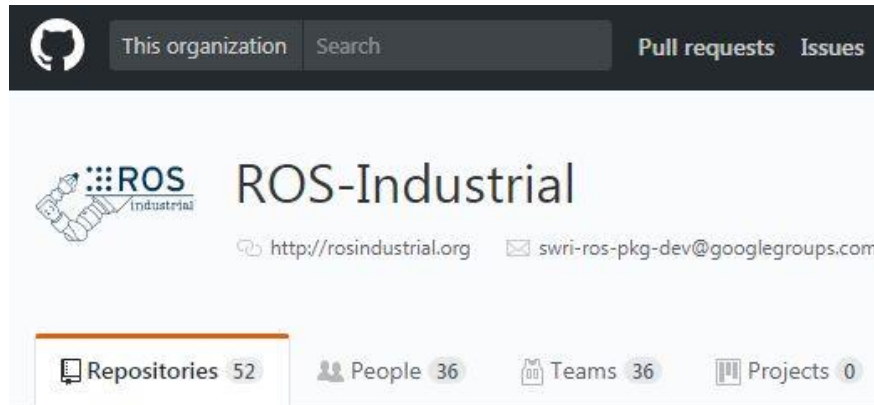 This organization Search Pull requests Issues
ROS
industrial
ROS-Industrial
http://rosindustrial.org swri-ros-pkg-dev@googlegroups.com
Repositories 52 People 36 Teams 36 Projects 0